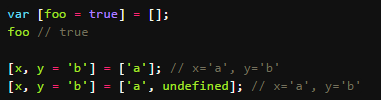 var [foo = true] = [];
foo // true
[x, y = 'b'] = ['a']; // x='a', y='b'
[x, y = 'b'] = ['a', undefined]; // x='a', y='b'